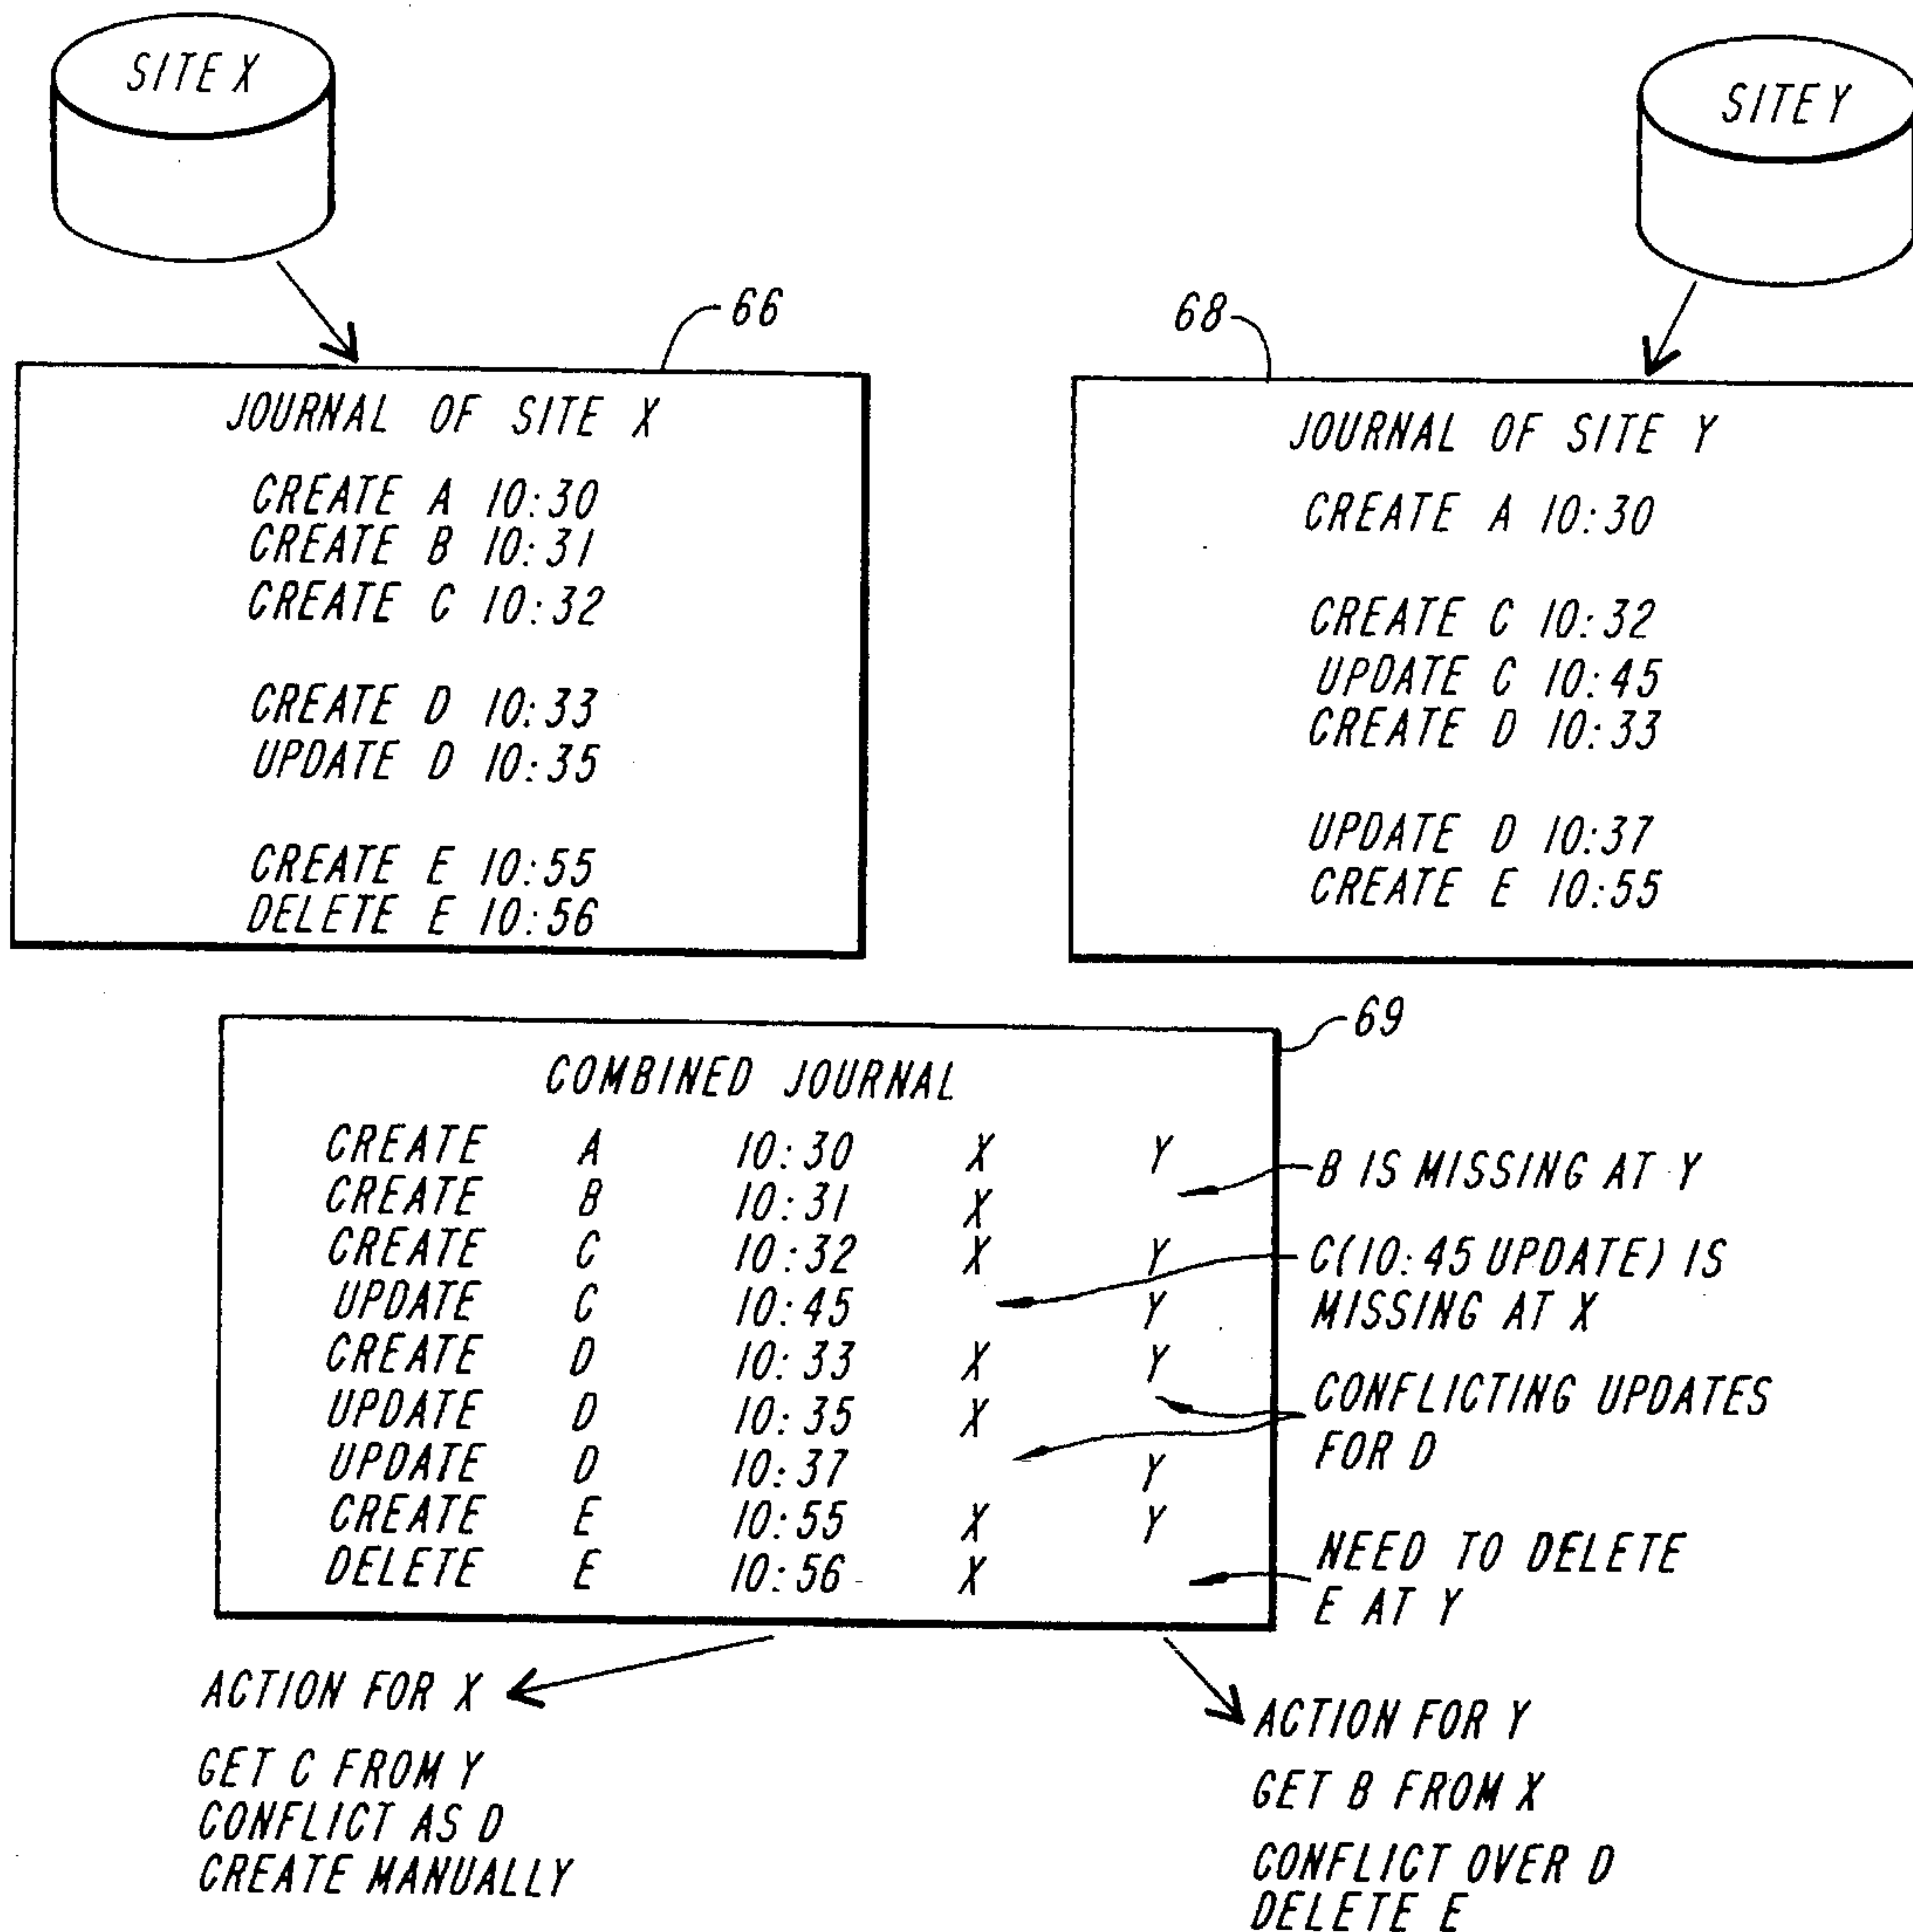 SITE X
SITE Y
66
68
JOURNAL OF SITE X
CREATE A 10:30
CREATE B 10:31
CREATE C 10:32
CREATE D 10:33
UPDATE D 10:35
CREATE E 10:55
DELETE E 10:56
JOURNAL OF SITE Y
CREATE A 10:30
CREATE C 10:32
UPDATE C 10:45
CREATE D 10:33
UPDATE D 10:37
CREATE E 10:55
69
COMBINED JOURNAL
CREATE A 10:30 X Y
CREATE B 10:31 X
CREATE C 10:32 X Y
UPDATE C 10:45 Y
CREATE D 10:33 X Y
UPDATE D 10:35 X
UPDATE D 10:37 Y
CREATE E 10:55 X Y
DELETE E 10:56 X
B IS MISSING AT Y
C(10:45 UPDATE) IS
MISSING AT X
CONFLICTING UPDATES
FOR D
NEED TO DELETE
E AT Y
ACTION FOR X
GET C FROM Y
CONFLICT AS D
CREATE MANUALLY
ACTION FOR Y
GET B FROM X
CONFLICT OVER D
DELETE E